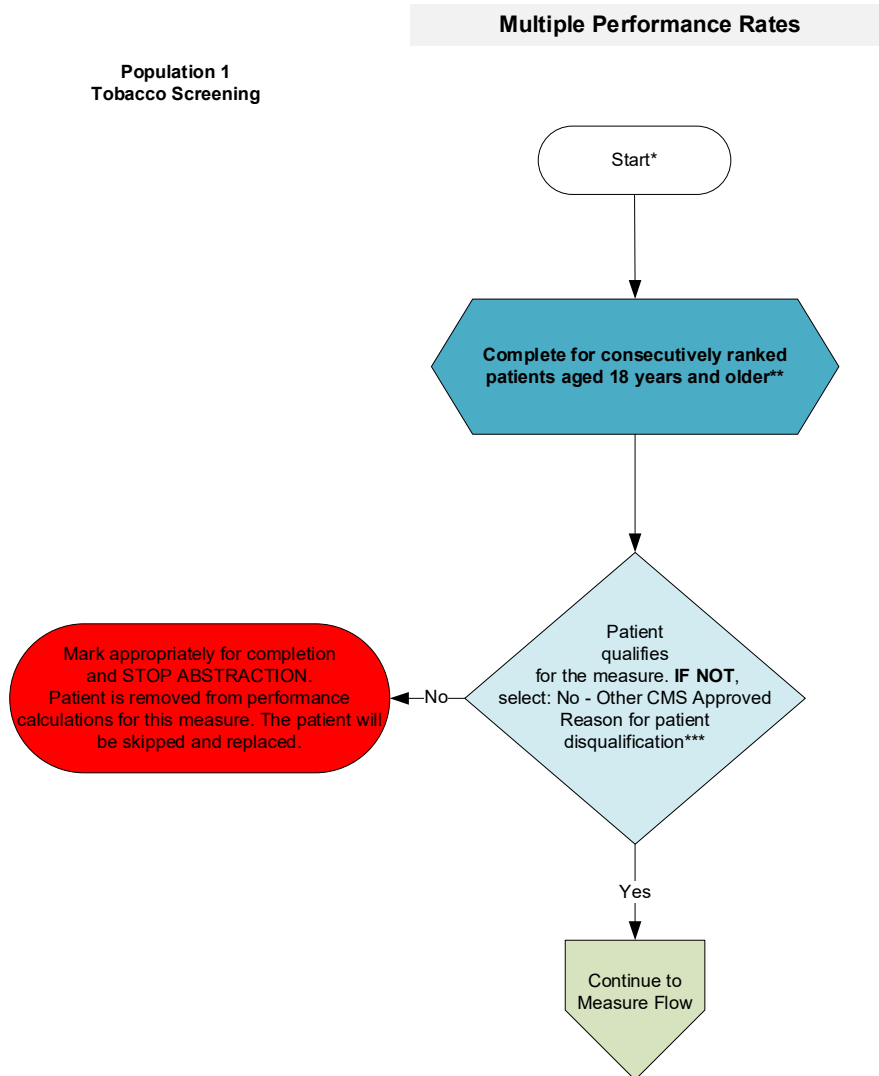 Multiple Performance Rates
Population 1
Tobacco Screening
Start*
Complete for consecutively ranked
patients aged 18 years and older**
Patient
qualifies
for the measure. IF NOT,
select: No - Other CMS Approved
Reason for patient
disqualification***
No
Mark appropriately for completion
and STOP ABSTRACTION.
Patient is removed from performance
calculations for this measure. The patient will
be skipped and replaced.
Yes
Continue to
Measure Flow